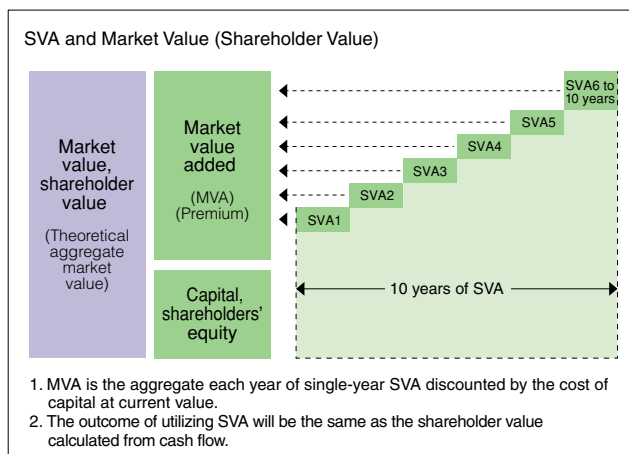 SVA and Market Value (Shareholder Value)
Market
value,
shareholder
value
(Theoretical
aggregate
market
value)
Market
value
added
(MVA)
(Premium)
Capital,
shareholders'
equity
SVA6 to
10 years
SVA5
SVA4
SVA3
SVA2
SVA1
10 years of SVA
1. MVA is the aggregate each year of single-year SVA discounted by the cost of
capital at current value.
2. The outcome of utilizing SVA will be the same as the shareholder value
calculated from cash flow.